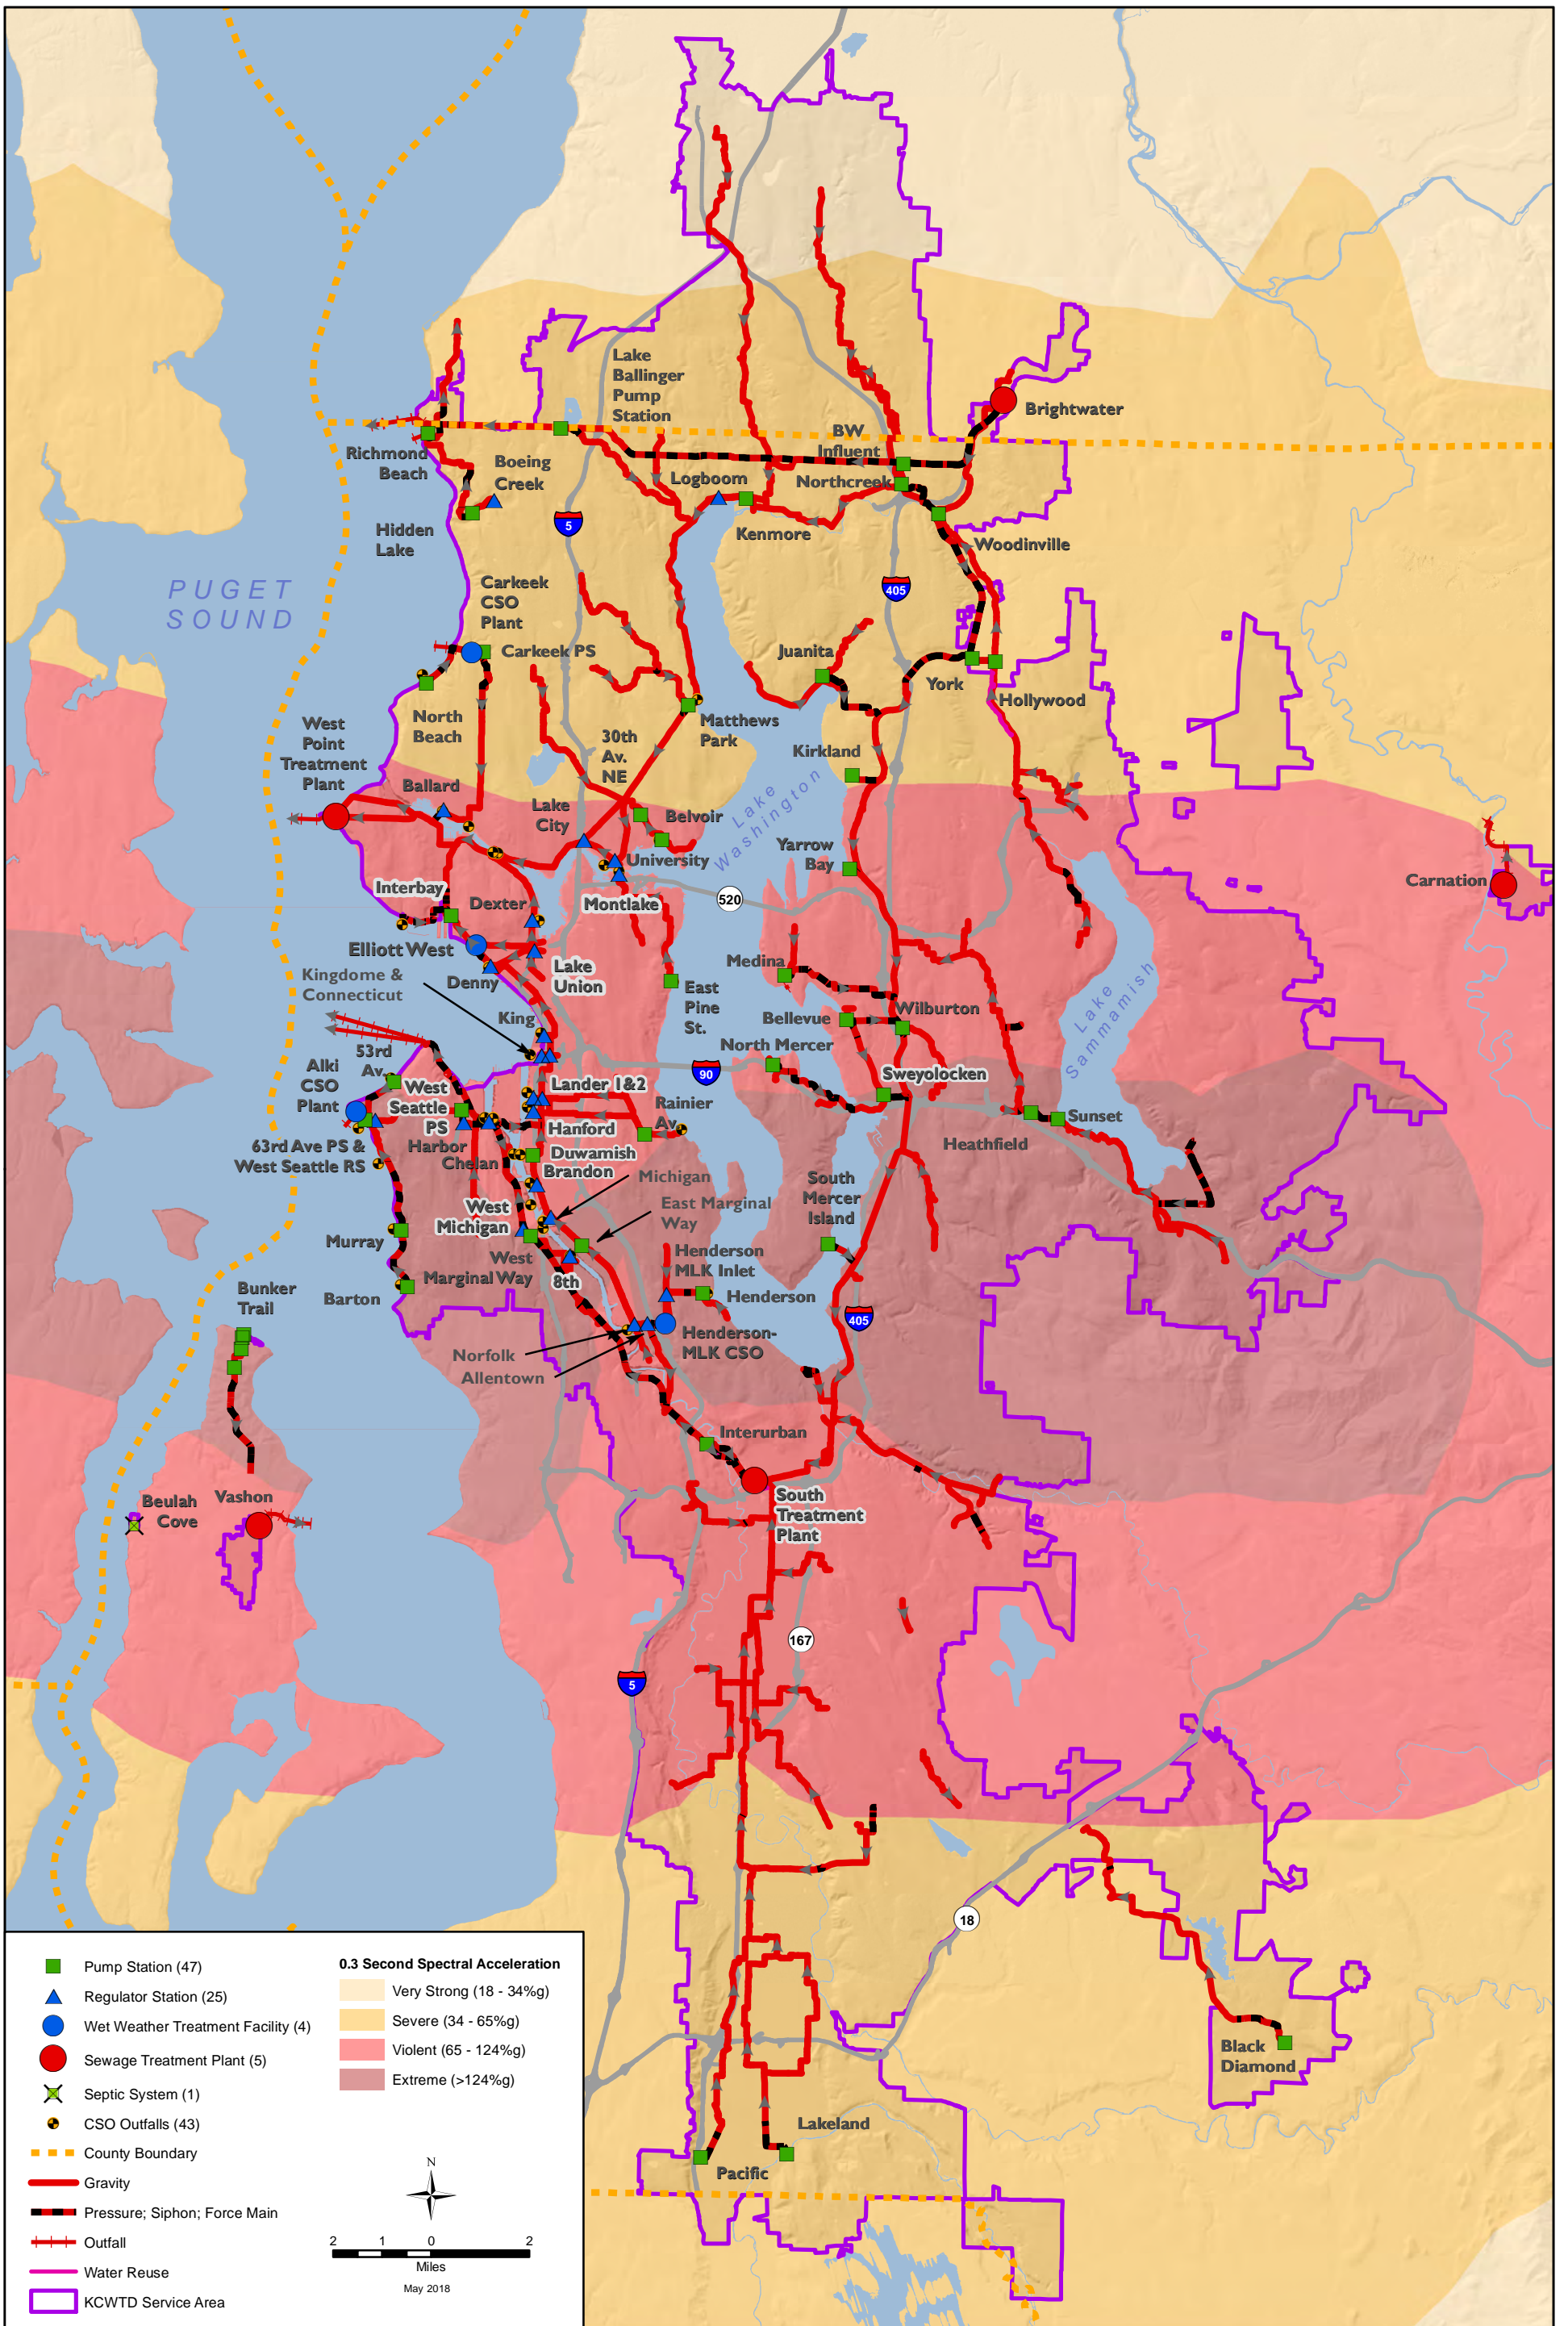 Lake
Ballinger
Pump
Station
Brightwater
BW
Influent
Richmond
Beach
Boeing
Creek
Logboom
Northcreek
Kenmore
Hidden
Lake
5
Woodinville
405
PUGET
SOUND
Carkeek
CSO
Plant
Carkeek PS
Juanita
York
Hollywood
North
Beach
Matthews
Park
West
Point
Treatment
Plant
30th
Av.
NE
Kirkland
Ballard
Lake
City
Belvoir
Lake
Washington
Yarrow
Bay
University
Carnation
Interbay
Dexter
Montlake
520
Elliott West
Kingdome &
Connecticut
Denny
Lake
Union
Medina
East
Pine
St.
King
Bellevue
Wilburton
Lake
Sammamish
North Mercer
53rd
Av.
90
Alki
CSO
Plant
West
Seattle
PS
Lander 1&2
Sweyolocken
Rainier
Av
Sunset
Hanford
Heathfield
63rd Ave PS &
West Seattle RS
Harbor
Chelan
Duwamish
Brandon
Michigan
South
Mercer
Island
West
Michigan
East Marginal
Way
Murray
West
Marginal Way
Henderson
MLK Inlet
8th
Henderson
Bunker
Trail
Barton
405
Henderson-
MLK CSO
Norfolk
Allentown
Interurban
Beulah
Cove
Vashon
South
Treatment
Plant
167
5
18
Black
Diamond
Lakeland
Pacific
Pump Station (47)
Regulator Station (25)
Wet Weather Treatment Facility (4)
Sewage Treatment Plant (5)
Septic System (1)
CSO Outfalls (43)
County Boundary
Gravity
Pressure; Siphon; Force Main
Outfall
Water Reuse
KCWTD Service Area
0.3 Second Spectral Acceleration
Very Strong (18 - 34%g)
Severe (34 - 65%g)
Violent (65 - 124%g)
Extreme (>124%g)
N
2 1 0 2
Miles
May 2018